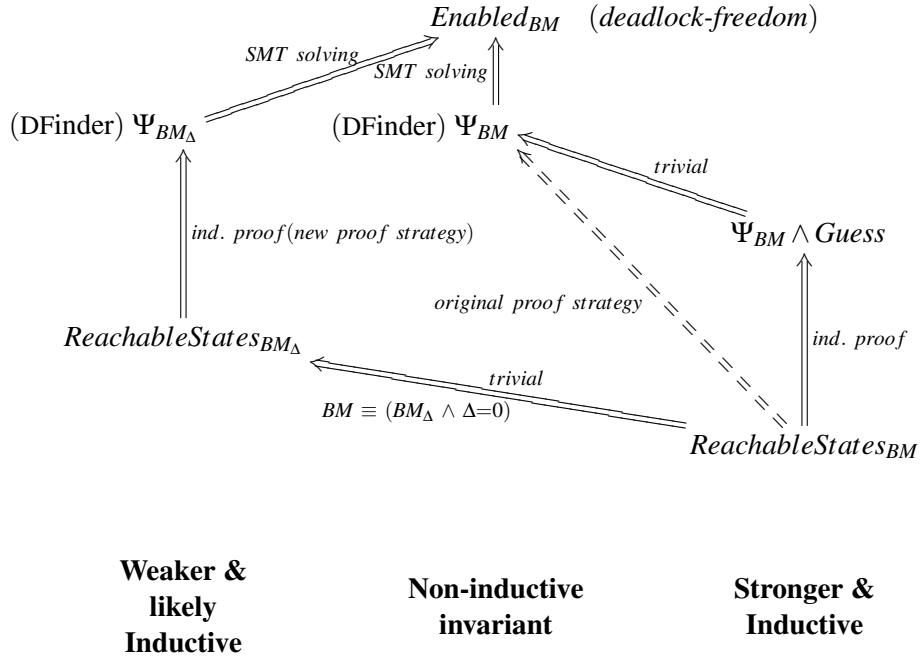 Enabled_BM (deadlock-freedom)
SMT solving
SMT solving
(DFinder) Ψ_BM_Δ
(DFinder) Ψ_BM
trivial
ind. proof(new proof strategy)
Ψ_BM ∧ Guess
original proof strategy
ind. proof
ReachableStates_BM_Δ
trivial
BM ≡ (BM_Δ ∧ Δ=0)
ReachableStates_BM
Weaker &
likely
Inductive
Non-inductive
invariant
Stronger &
Inductive